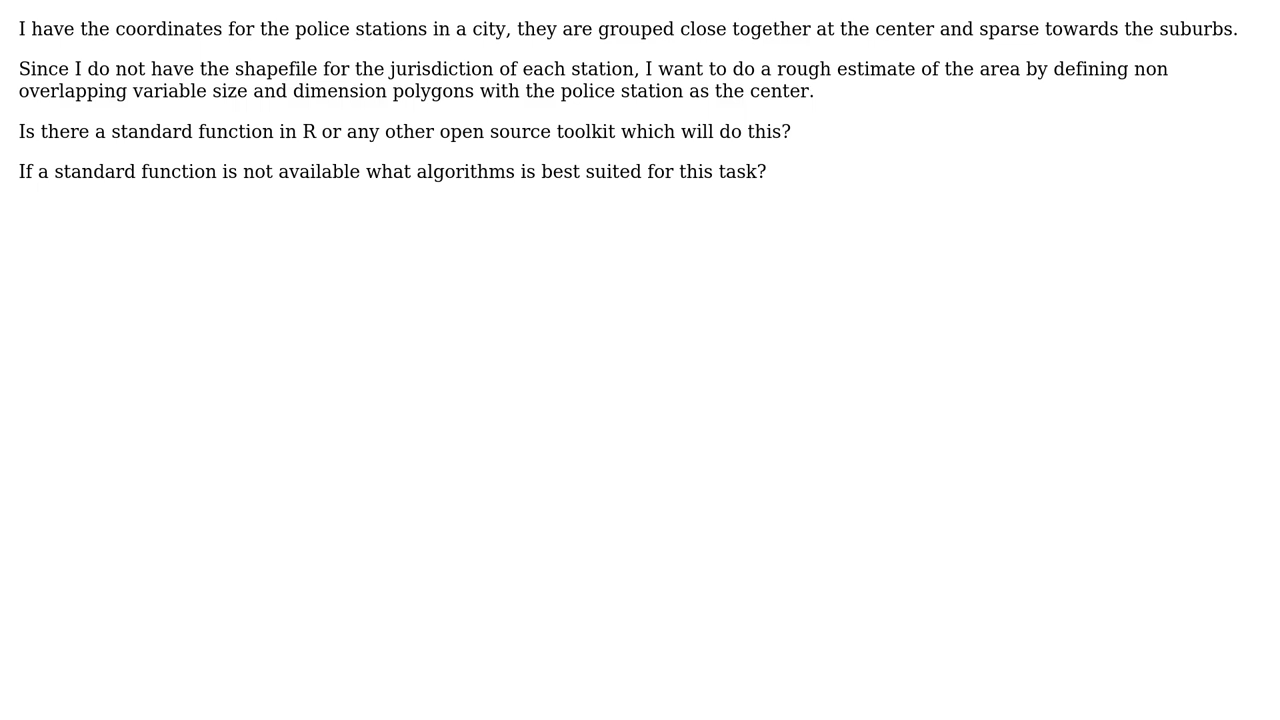 I have the coordinates for the police stations in a city, they are grouped close together at the center and sparse towards the suburbs.
Since I do not have the shapefile for the jurisdiction of each station, I want to do a rough estimate of the area by defining non
overlapping variable size and dimension polygons with the police station as the center.
Is there a standard function in R or any other open source toolkit which will do this?
If a standard function is not available what algorithms is best suited for this task?